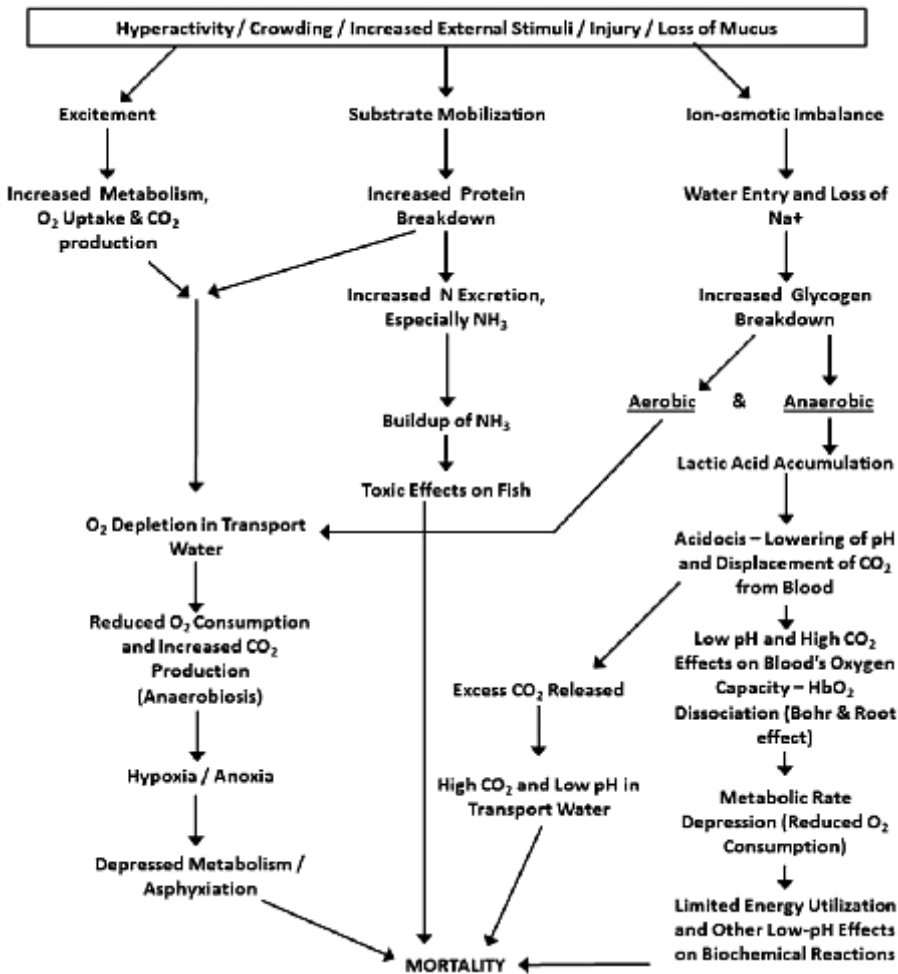 Hyperactivity / Crowding / Increased External Stimuli / Injury / Loss of Mucus
Excitement
Substrate Mobilization
Ion-osmotic Imbalance
Increased Metabolism,
O₂ Uptake & CO₂
production
Increased Protein
Breakdown
Water Entry and Loss of
Na+
Increased N Excretion,
Especially NH₃
Increased Glycogen
Breakdown
Aerobic & Anaerobic
Buildup of NH₃
Lactic Acid Accumulation
Toxic Effects on Fish
O₂ Depletion in Transport
Water
Acidocis – Lowering of pH
and Displacement of CO₂
from Blood
Reduced O₂ Consumption
and Increased CO₂
Production
(Anaerobiosis)
Low pH and High CO₂
Effects on Blood's Oxygen
Capacity – HbO₂
Dissociation (Bohr & Root
effect)
Excess CO₂ Released
Hypoxia / Anoxia
High CO₂ and Low pH in
Transport Water
Metabolic Rate
Depression (Reduced O₂
Consumption)
Depressed Metabolism /
Asphyxiation
Limited Energy Utilization
and Other Low-pH Effects
on Biochemical Reactions
MORTALITY